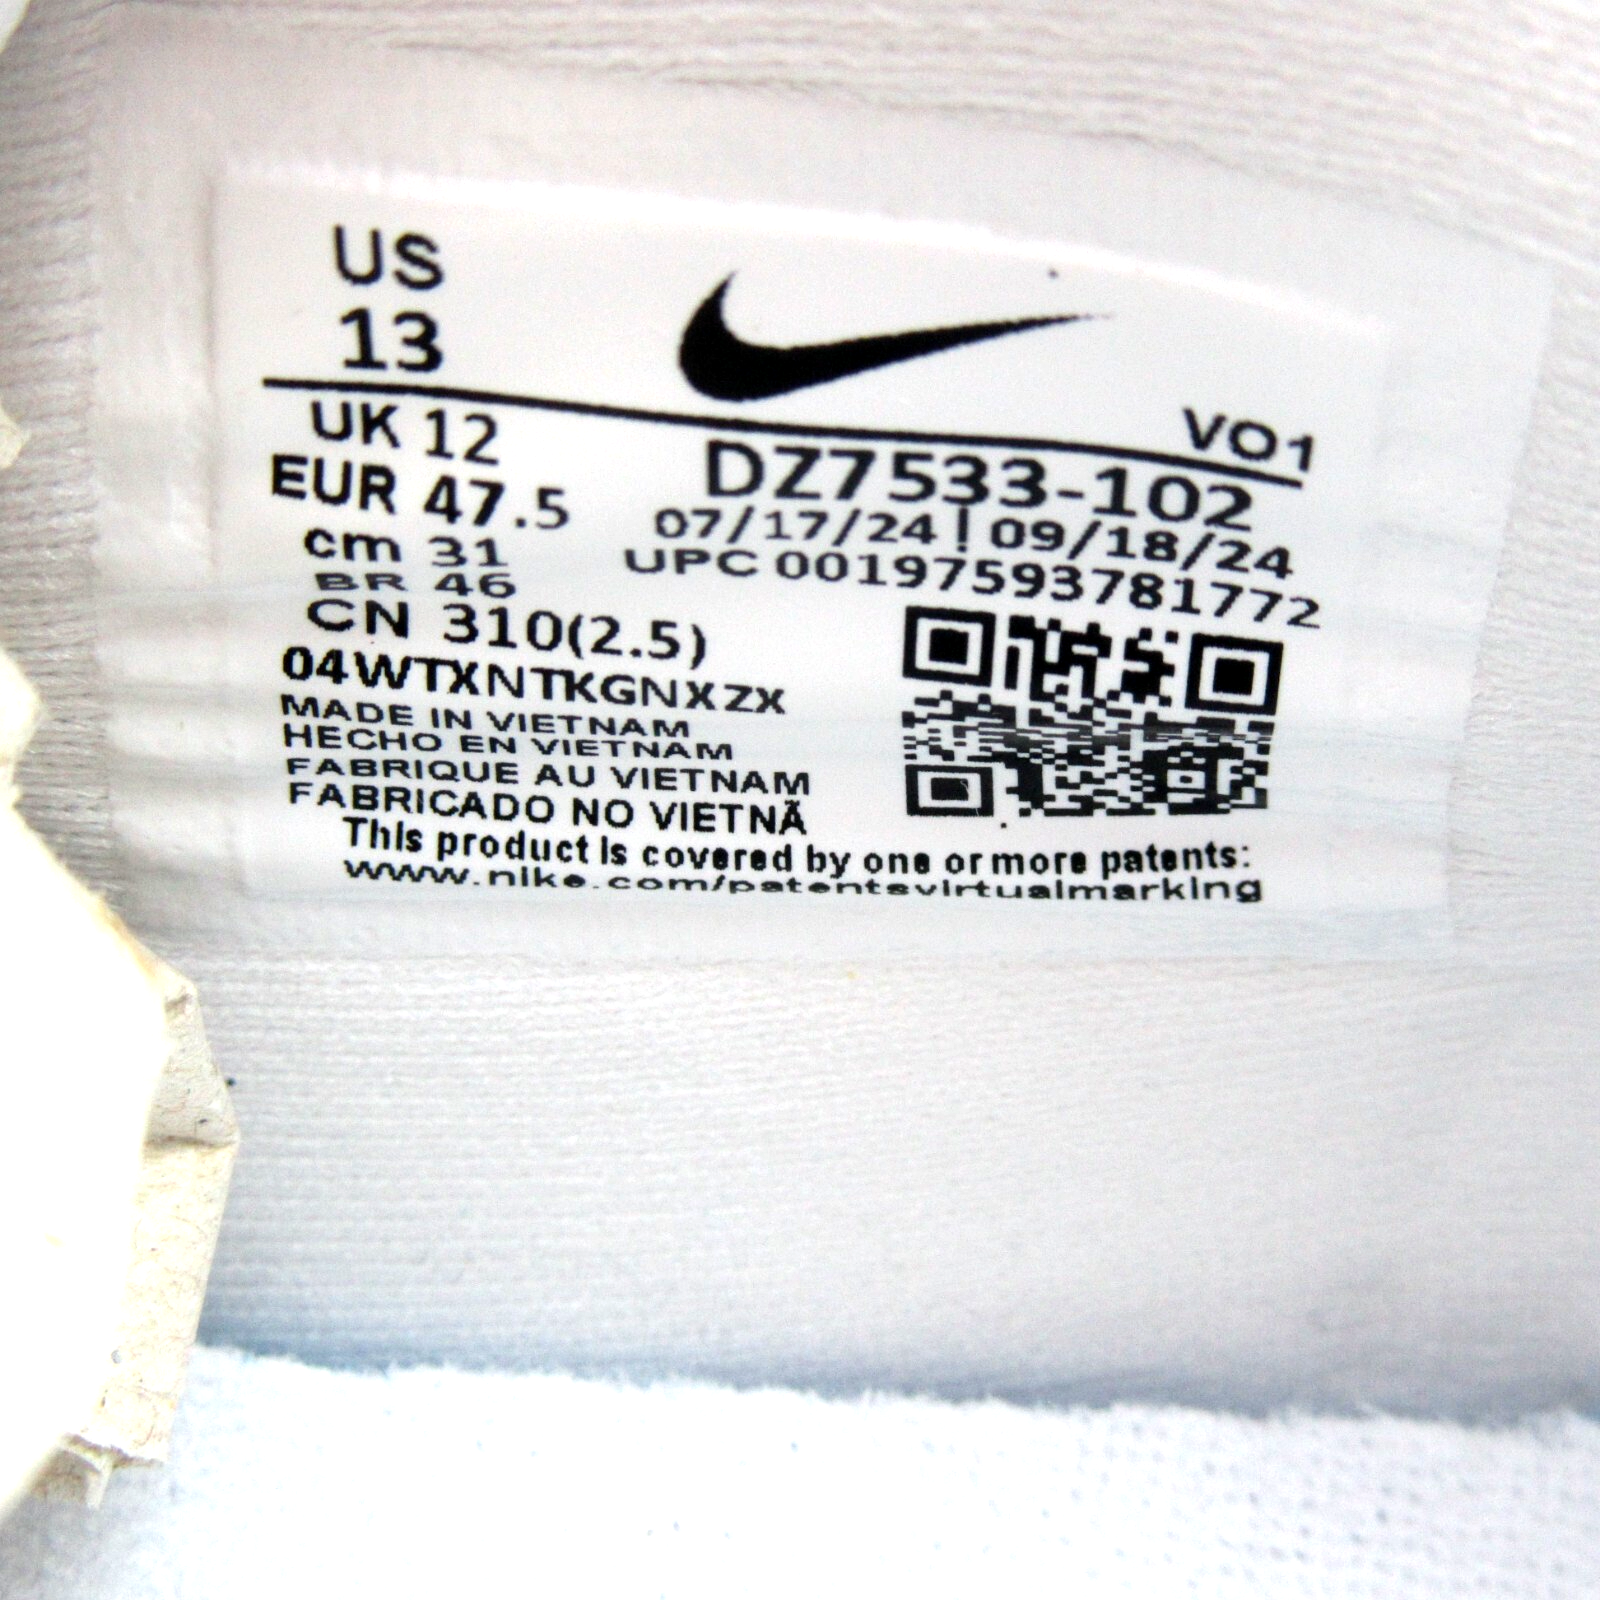 US
13
VO1
UK 12
EUR 47.5
cm 31
BR 46
CN 310(2.5)
DZ7533-102
07/17/24 | 09/18/24
UPC 00197593781772
04WTXNTKGNXZX
MADE IN VIETNAM
HECHO EN VIETNAM
FABRIQUE AU VIETNAM
FABRICADO NO VIETNÃ
This product is covered by one or more patents:
www.nike.com/patentsvirtualmarking